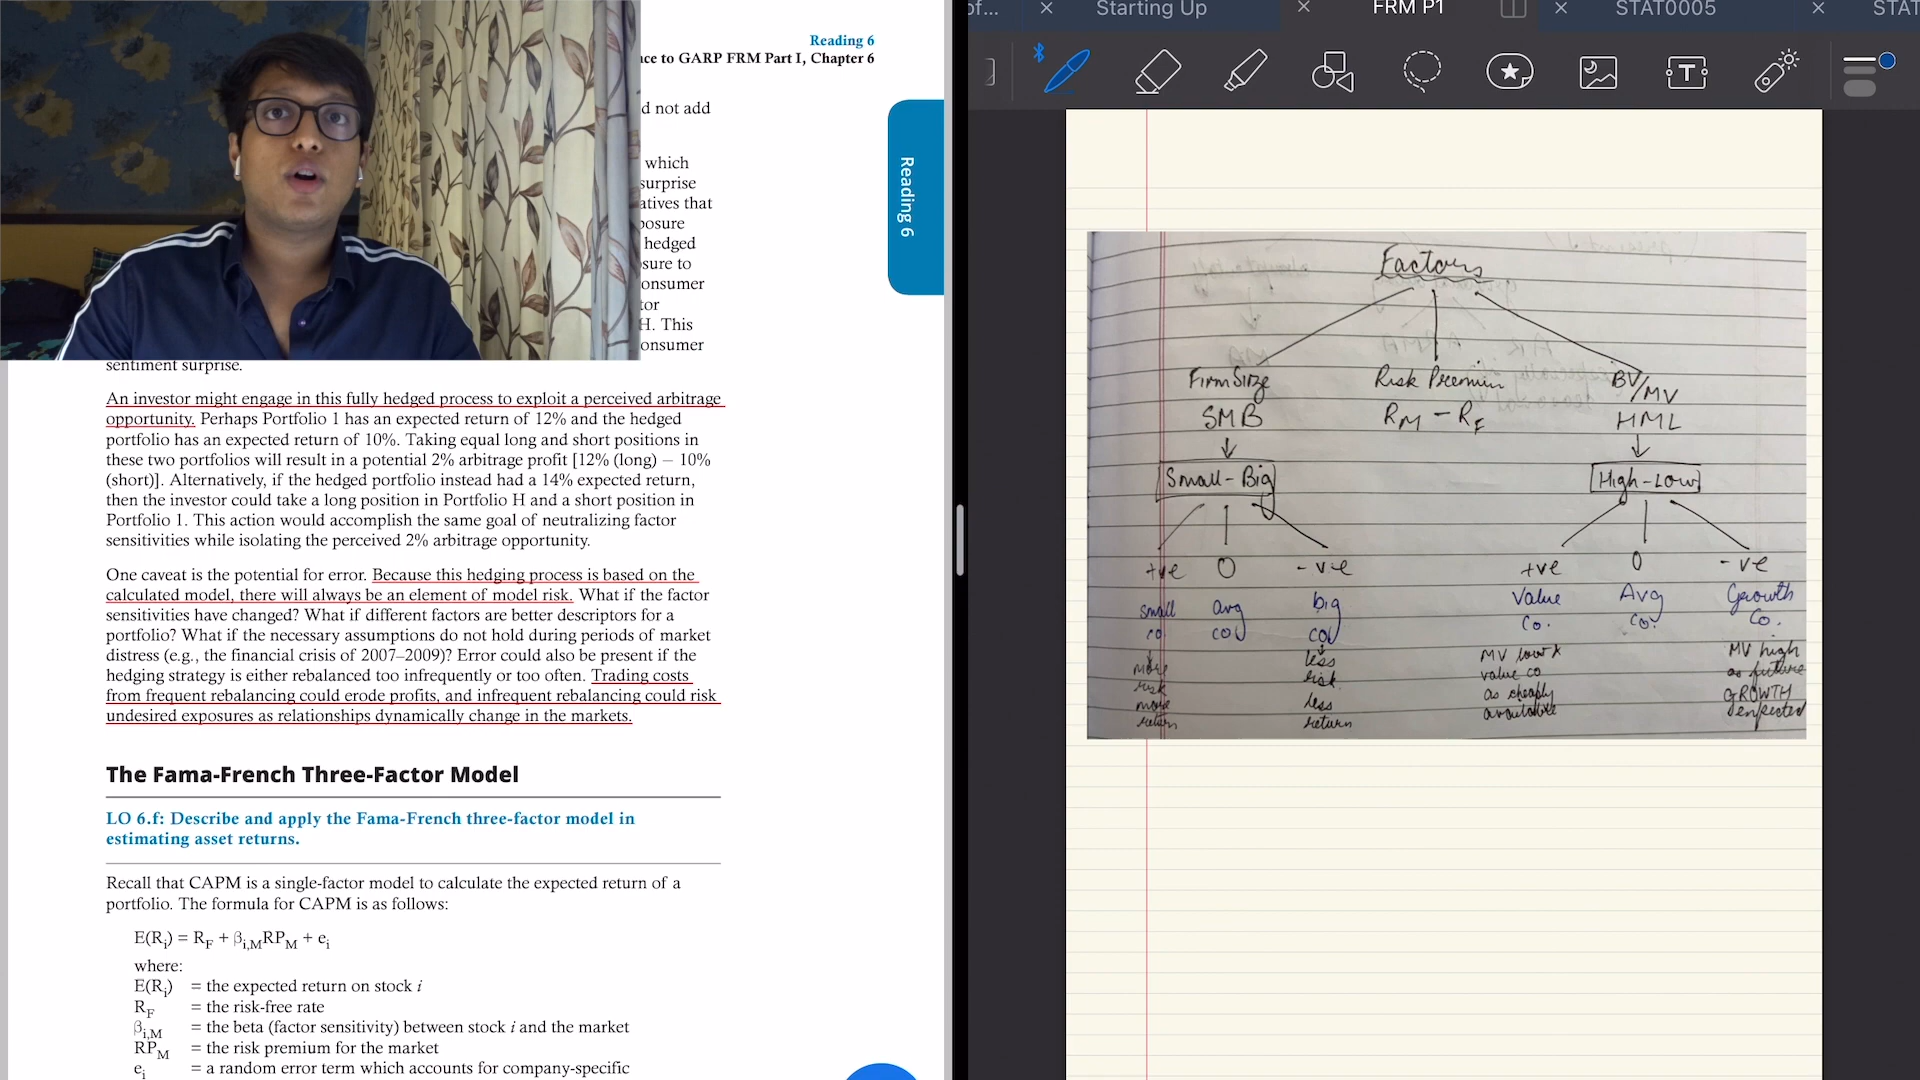 Reading 6
nce to GARP FRM Part I, Chapter 6
d not add
which
surprise
atives that
posure
hedged
sure to
onsumer
tor
H. This
onsumer
sentiment surprise.
An investor might engage in this fully hedged process to exploit a perceived arbitrage
opportunity. Perhaps Portfolio 1 has an expected return of 12% and the hedged
portfolio has an expected return of 10%. Taking equal long and short positions in
these two portfolios will result in a potential 2% arbitrage profit [12% (long) − 10%
(short)]. Alternatively, if the hedged portfolio instead had a 14% expected return,
then the investor could take a long position in Portfolio H and a short position in
Portfolio 1. This action would accomplish the same goal of neutralizing factor
sensitivities while isolating the perceived 2% arbitrage opportunity.
One caveat is the potential for error. Because this hedging process is based on the
calculated model, there will always be an element of model risk. What if the factor
sensitivities have changed? What if different factors are better descriptors for a
portfolio? What if the necessary assumptions do not hold during periods of market
distress (e.g., the financial crisis of 2007–2009)? Error could also be present if the
hedging strategy is either rebalanced too infrequently or too often. Trading costs
from frequent rebalancing could erode profits, and infrequent rebalancing could risk
undesired exposures as relationships dynamically change in the markets.
The Fama-French Three-Factor Model
LO 6.f: Describe and apply the Fama-French three-factor model in
estimating asset returns.
Recall that CAPM is a single-factor model to calculate the expected return of a
portfolio. The formula for CAPM is as follows:
E(Ri) = RF + βi,MRPM + ei
where:
E(Ri) = the expected return on stock i
RF = the risk-free rate
βi,M = the beta (factor sensitivity) between stock i and the market
RPM = the risk premium for the market
ei = a random error term which accounts for company-specific
Reading 6
of... Starting Up FRM P1 STAT0005 STAT
T
Factors
Firm Size Risk Premium BV/MV
SMB RM − RF HML
Small-Big High-Low
+ve 0 -ve +ve 0 -ve
small avg big Value Avg Growth
co co co Co. Co. Co.
more risk more return
less risk less return
MV low
value co
as cheaply
available
MV high
as future
GROWTH
expected